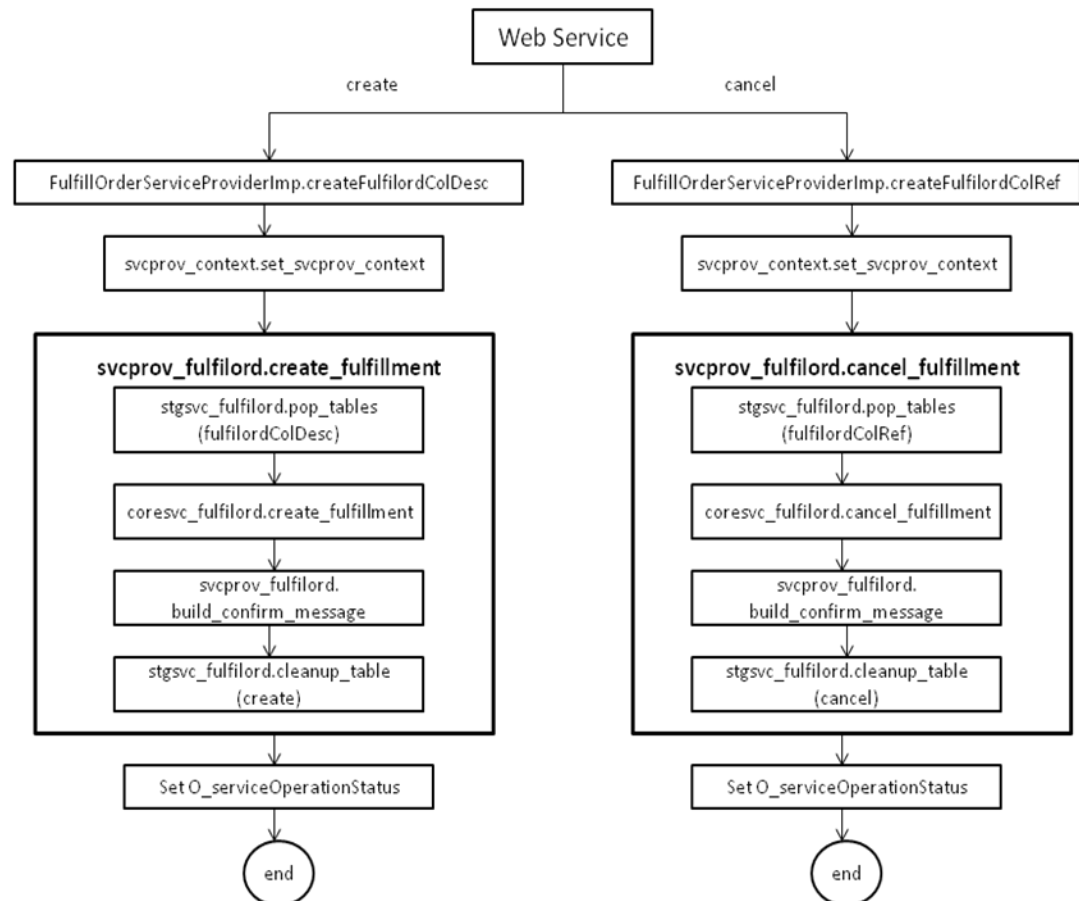 Web Service
create
cancel
FulfillOrderServiceProviderImp.createFulfilordColDesc
svcprov_context.set_svcprov_context
svcprov_fulfilord.create_fulfillment
stgsvc_fulfilord.pop_tables
(fulfilordColDesc)
coresvc_fulfilord.create_fulfillment
svcprov_fulfilord.
build_confirm_message
stgsvc_fulfilord.cleanup_table
(create)
Set O_serviceOperationStatus
end
FulfillOrderServiceProviderImp.createFulfilordColRef
svcprov_context.set_svcprov_context
svcprov_fulfilord.cancel_fulfillment
stgsvc_fulfilord.pop_tables
(fulfilordColRef)
coresvc_fulfilord.cancel_fulfillment
svcprov_fulfilord.
build_confirm_message
stgsvc_fulfilord.cleanup_table
(cancel)
Set O_serviceOperationStatus
end